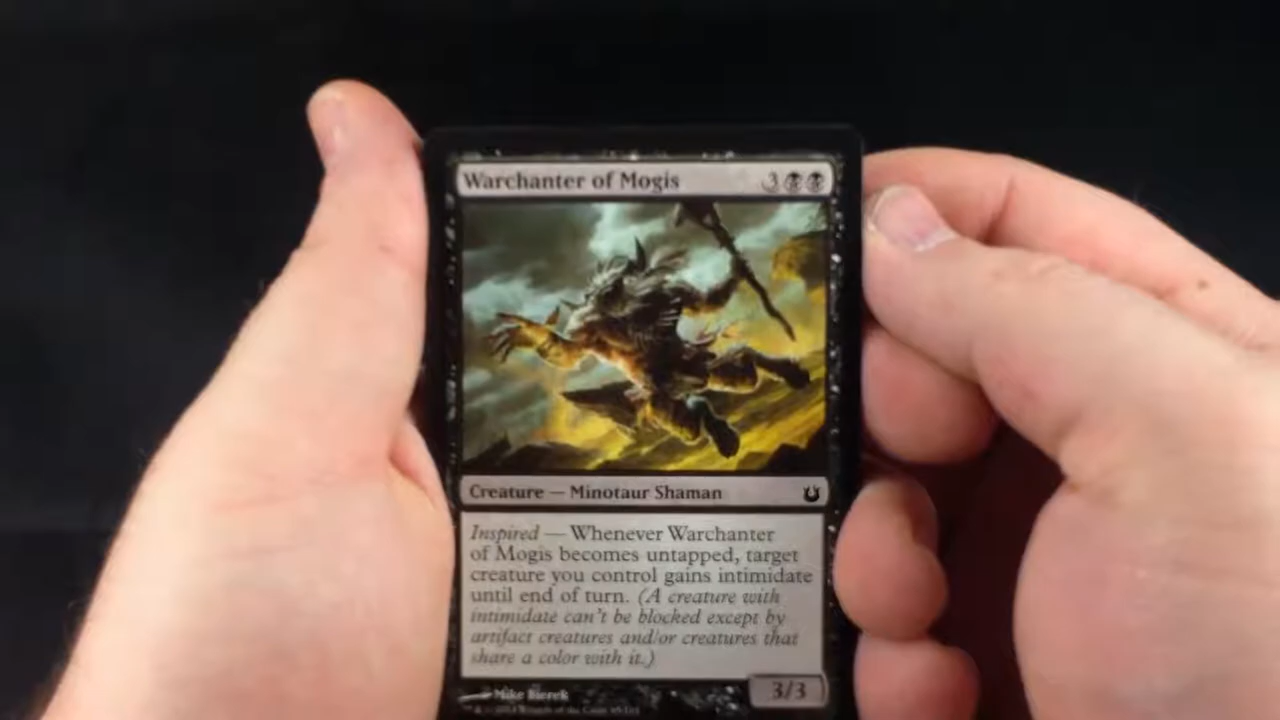 Warchanter of Mogis 3
Creature — Minotaur Shaman
Inspired — Whenever Warchanter
of Mogis becomes untapped, target
creature you control gains intimidate
until end of turn. (A creature with
intimidate can't be blocked except by
artifact creatures and/or creatures that
share a color with it.)
3/3
Mike Bierek